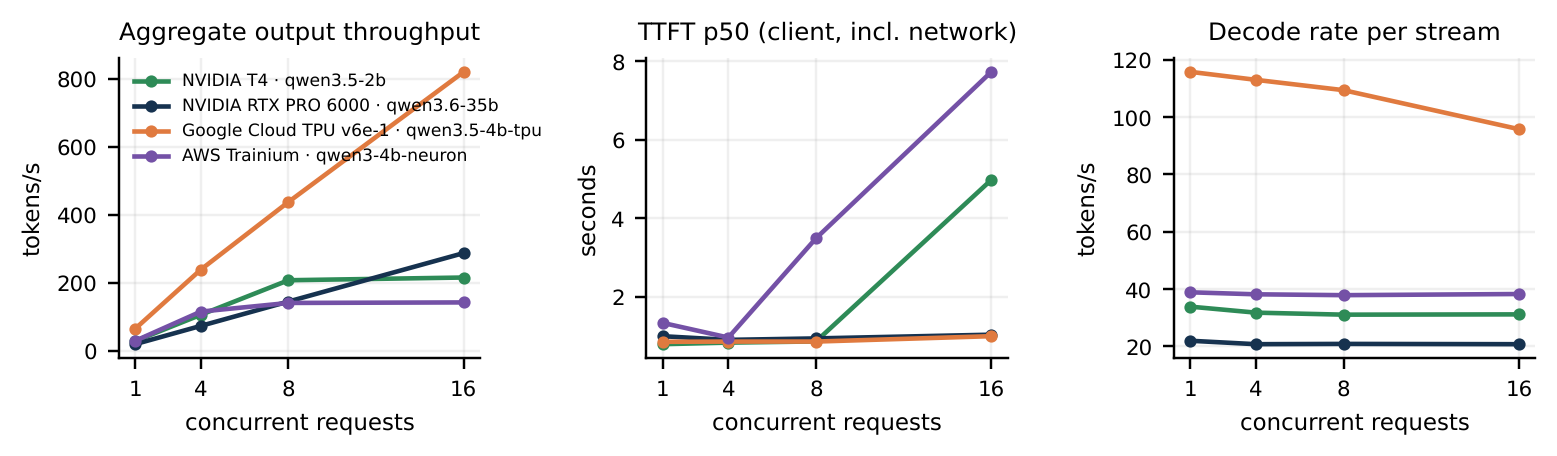 Aggregate output throughput
tokens/s
800
600
400
200
0
NVIDIA T4 · qwen3.5-2b
NVIDIA RTX PRO 6000 · qwen3.6-35b
Google Cloud TPU v6e-1 · qwen3.5-4b-tpu
AWS Trainium · qwen3-4b-neuron
1 4 8 16
concurrent requests
TTFT p50 (client, incl. network)
seconds
8
6
4
2
1 4 8 16
concurrent requests
Decode rate per stream
tokens/s
120
100
80
60
40
20
1 4 8 16
concurrent requests